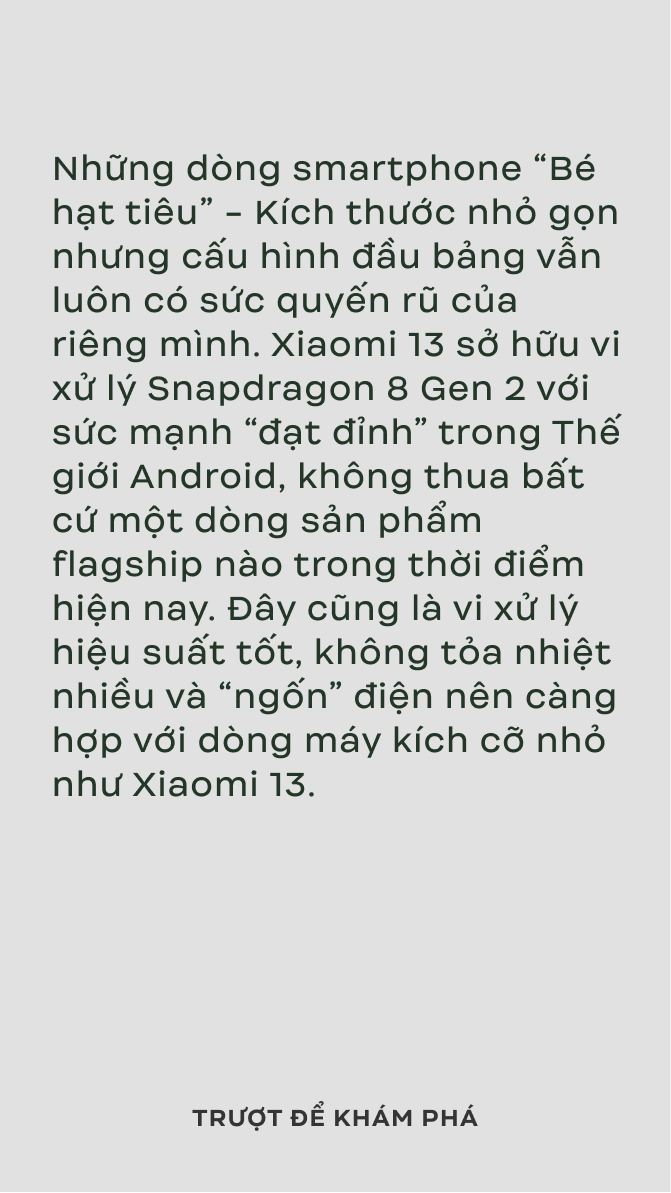 Những dòng smartphone “Bé
hạt tiêu” – Kích thước nhỏ gọn
nhưng cấu hình đầu bảng vẫn
luôn có sức quyến rũ của
riêng mình. Xiaomi 13 sở hữu vi
xử lý Snapdragon 8 Gen 2 với
sức mạnh “đạt đỉnh” trong Thế
giới Android, không thua bất
cứ một dòng sản phẩm
flagship nào trong thời điểm
hiện nay. Đây cũng là vi xử lý
hiệu suất tốt, không tỏa nhiệt
nhiều và “ngốn” điện nên càng
hợp với dòng máy kích cỡ nhỏ
như Xiaomi 13.
TRƯỢT ĐỂ KHÁM PHÁ